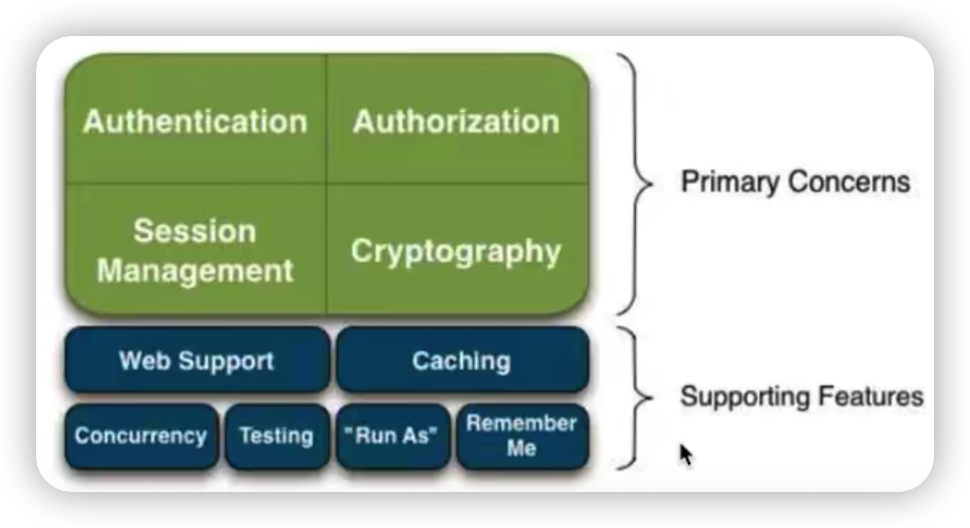 Authentication
Authorization
Primary Concerns
Session
Management
Cryptography
Web Support
Caching
Supporting Features
Concurrency
Testing
"Run As"
Remember
Me